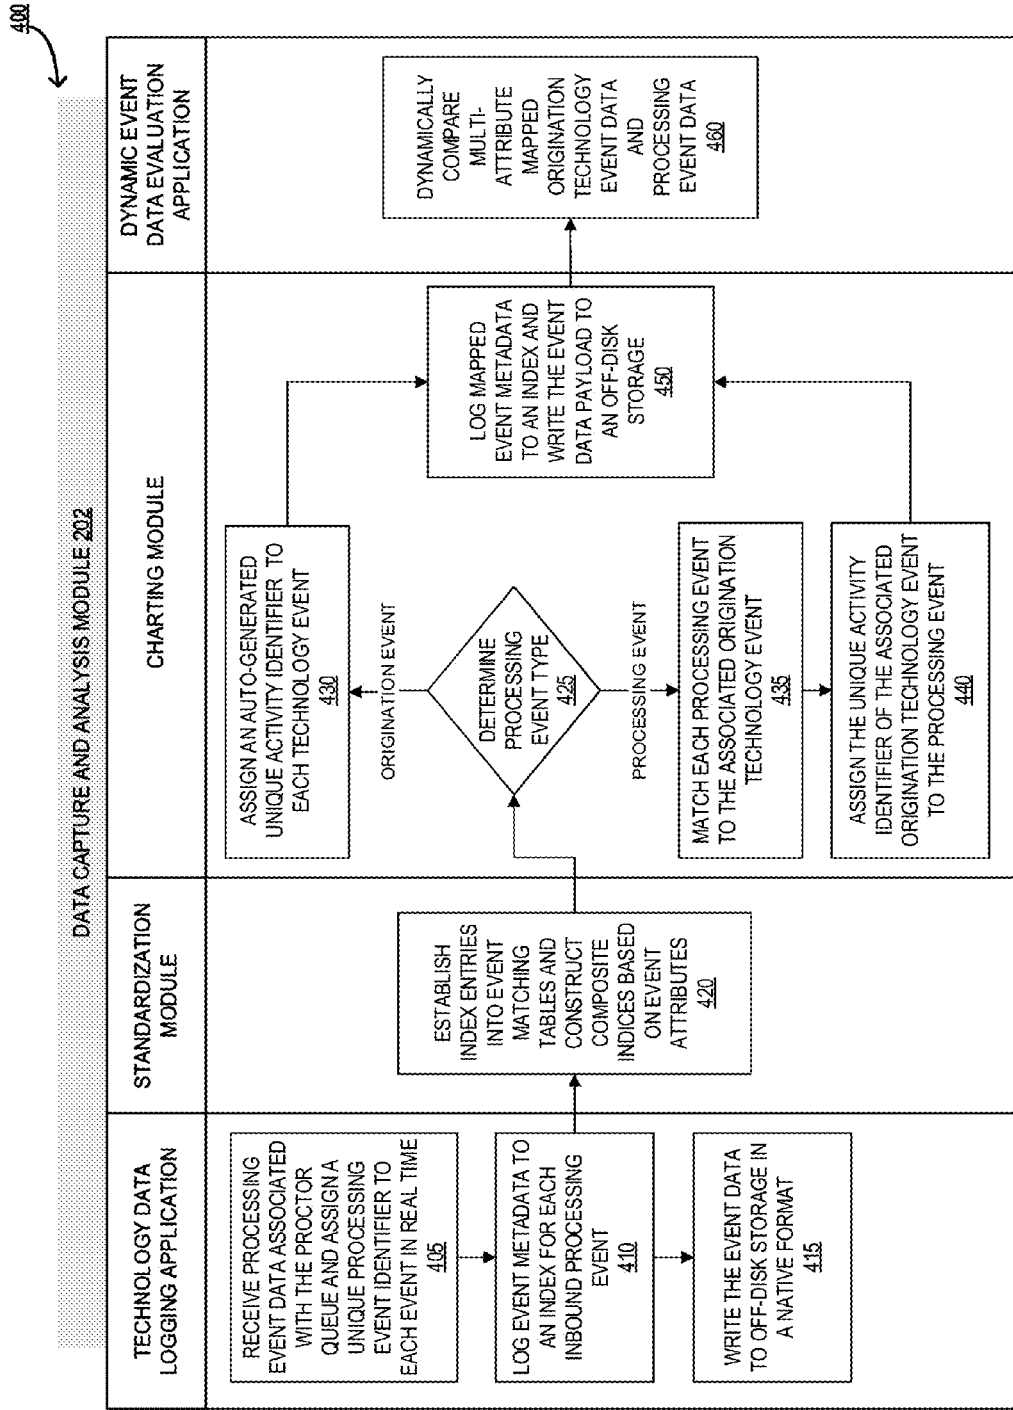 400
DATA CAPTURE AND ANALYSIS MODULE 202
TECHNOLOGY DATA
LOGGING APPLICATION
RECEIVE PROCESSING
EVENT DATA ASSOCIATED
WITH THE PROCTOR
QUEUE AND ASSIGN A
UNIQUE PROCESSING
EVENT IDENTIFIER TO
EACH EVENT IN REAL TIME
405
LOG EVENT METADATA TO
AN INDEX FOR EACH
INBOUND PROCESSING
EVENT
410
WRITE THE EVENT DATA
TO OFF-DISK STORAGE IN
A NATIVE FORMAT
415
STANDARDIZATION
MODULE
ESTABLISH
INDEX ENTRIES
INTO EVENT
MATCHING
TABLES AND
CONSTRUCT
COMPOSITE
INDICES BASED
ON EVENT
ATTRIBUTES
420
CHARTING MODULE
ASSIGN AN AUTO-GENERATED
UNIQUE ACTIVITY IDENTIFIER TO
EACH TECHNOLOGY EVENT
430
ORIGINATION EVENT
DETERMINE
PROCESSING
EVENT TYPE
425
PROCESSING EVENT
MATCH EACH PROCESSING EVENT
TO THE ASSOCIATED ORIGINATION
TECHNOLOGY EVENT
435
ASSIGN THE UNIQUE ACTIVITY
IDENTIFIER OF THE ASSOCIATED
ORIGINATION TECHNOLOGY EVENT
TO THE PROCESSING EVENT
440
LOG MAPPED
EVENT METADATA
TO AN INDEX AND
WRITE THE EVENT
DATA PAYLOAD TO
AN OFF-DISK
STORAGE
450
DYNAMIC EVENT
DATA EVALUATION
APPLICATION
DYNAMICALLY
COMPARE
MULTI-
ATTRIBUTE
MAPPED
ORIGINATION
TECHNOLOGY
EVENT DATA
AND
PROCESSING
EVENT DATA
460